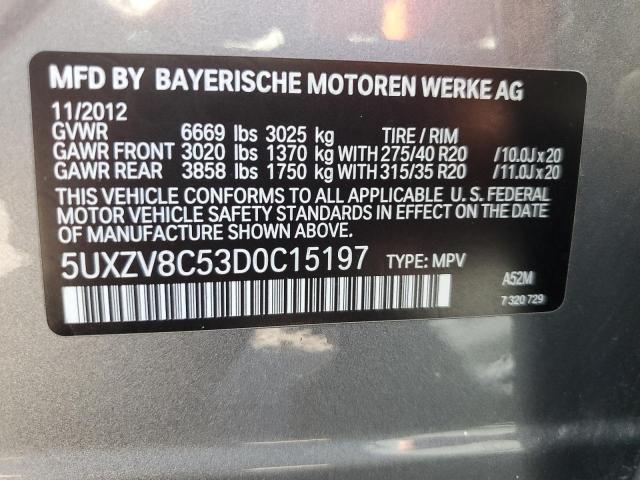 MFD BY BAYERISCHE MOTOREN WERKE AG
11/2012
GVWR 6669 lbs 3025 kg TIRE / RIM
GAWR FRONT 3020 lbs 1370 kg WITH 275/40 R20 /10.0J x 20
GAWR REAR 3858 lbs 1750 kg WITH 315/35 R20 /11.0J x 20
THIS VEHICLE CONFORMS TO ALL APPLICABLE U. S. FEDERAL
MOTOR VEHICLE SAFETY STANDARDS IN EFFECT ON THE DATE
OF MANUFACTURE SHOWN ABOVE.
5UXZV8C53D0C15197 TYPE: MPV
A52M
7 320 729